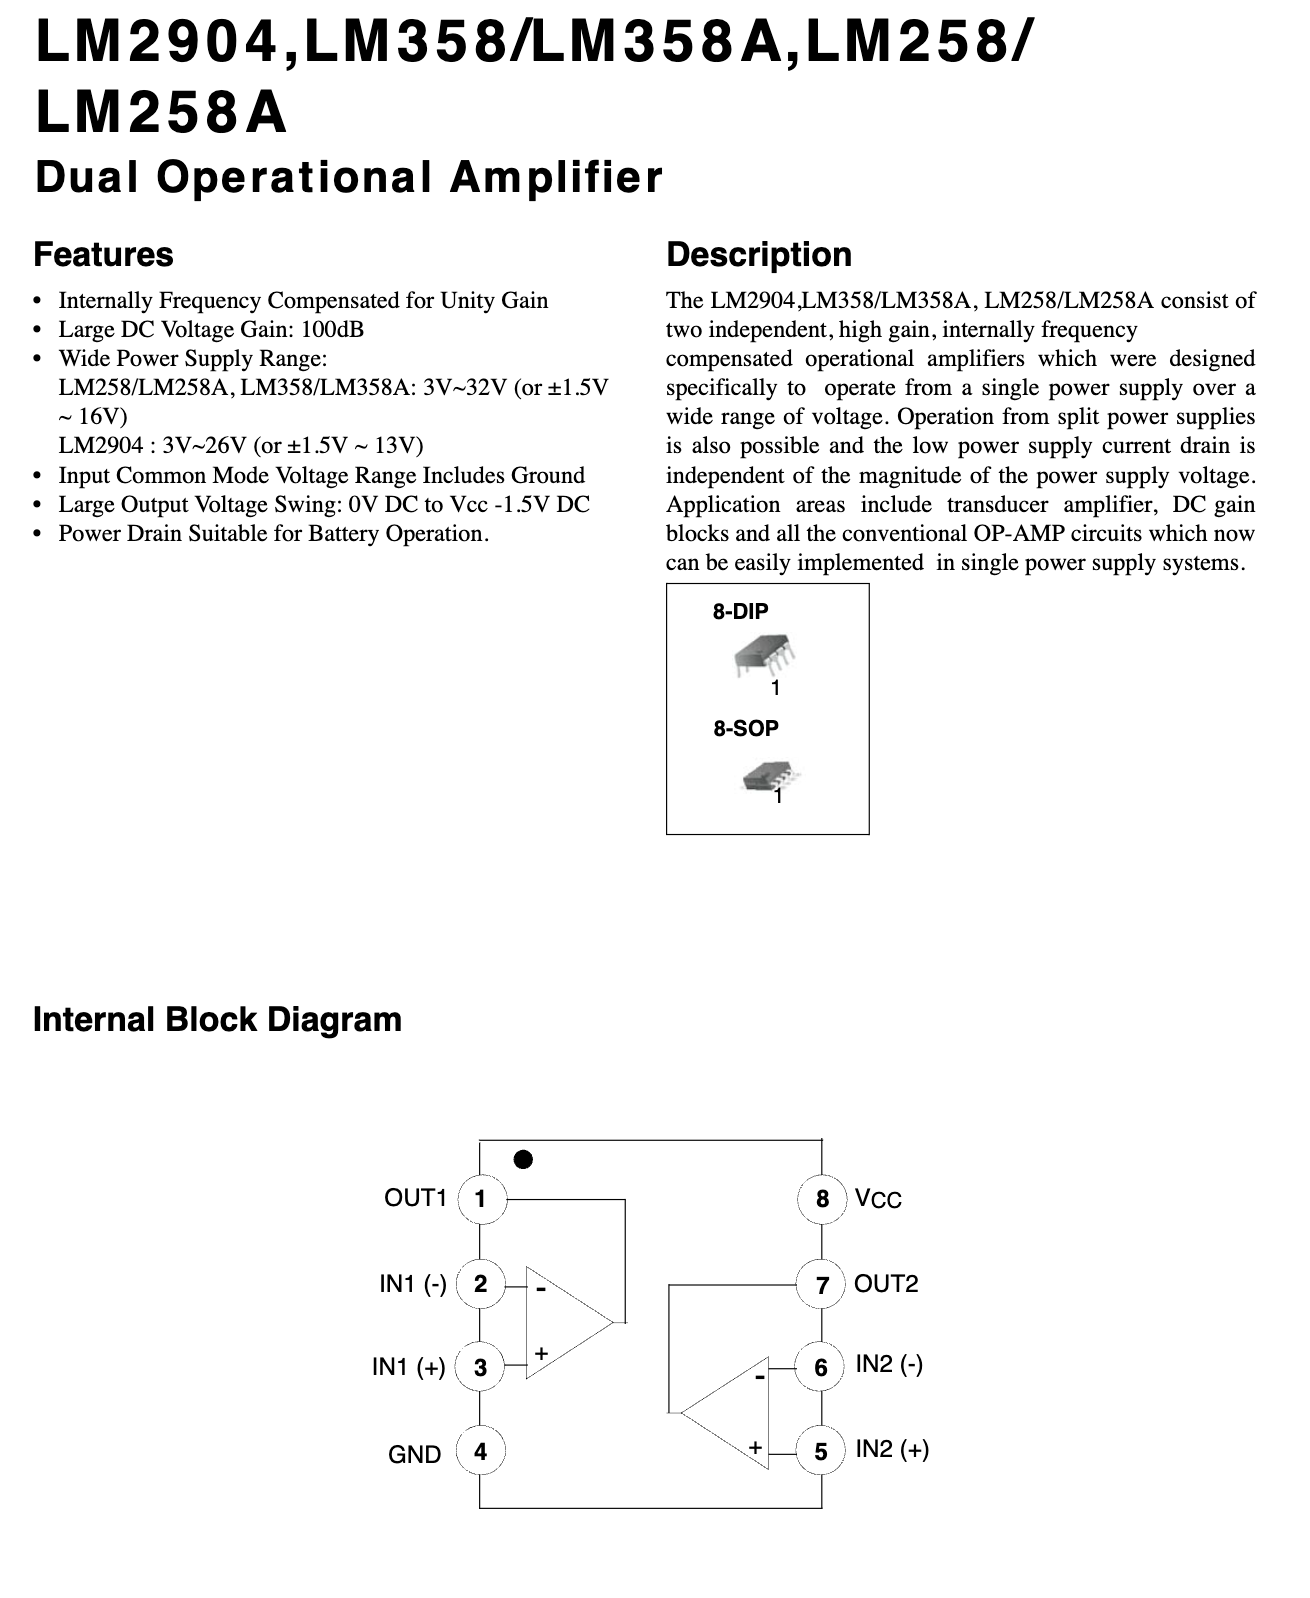 LM2904,LM358/LM358A,LM258/
LM258A
Dual Operational Amplifier
Features
• Internally Frequency Compensated for Unity Gain
• Large DC Voltage Gain: 100dB
• Wide Power Supply Range:
LM258/LM258A, LM358/LM358A: 3V~32V (or ±1.5V
~ 16V)
LM2904 : 3V~26V (or ±1.5V ~ 13V)
• Input Common Mode Voltage Range Includes Ground
• Large Output Voltage Swing: 0V DC to Vcc -1.5V DC
• Power Drain Suitable for Battery Operation.
Description
The LM2904,LM358/LM358A, LM258/LM258A consist of
two independent, high gain, internally frequency
compensated operational amplifiers which were designed
specifically to operate from a single power supply over a
wide range of voltage. Operation from split power supplies
is also possible and the low power supply current drain is
independent of the magnitude of the power supply voltage.
Application areas include transducer amplifier, DC gain
blocks and all the conventional OP-AMP circuits which now
can be easily implemented in single power supply systems.
8-DIP
1
8-SOP
1
Internal Block Diagram
OUT1 1
8 VCC
IN1 (-) 2 -
7 OUT2
IN1 (+) 3 +
- 6 IN2 (-)
GND 4
+ 5 IN2 (+)